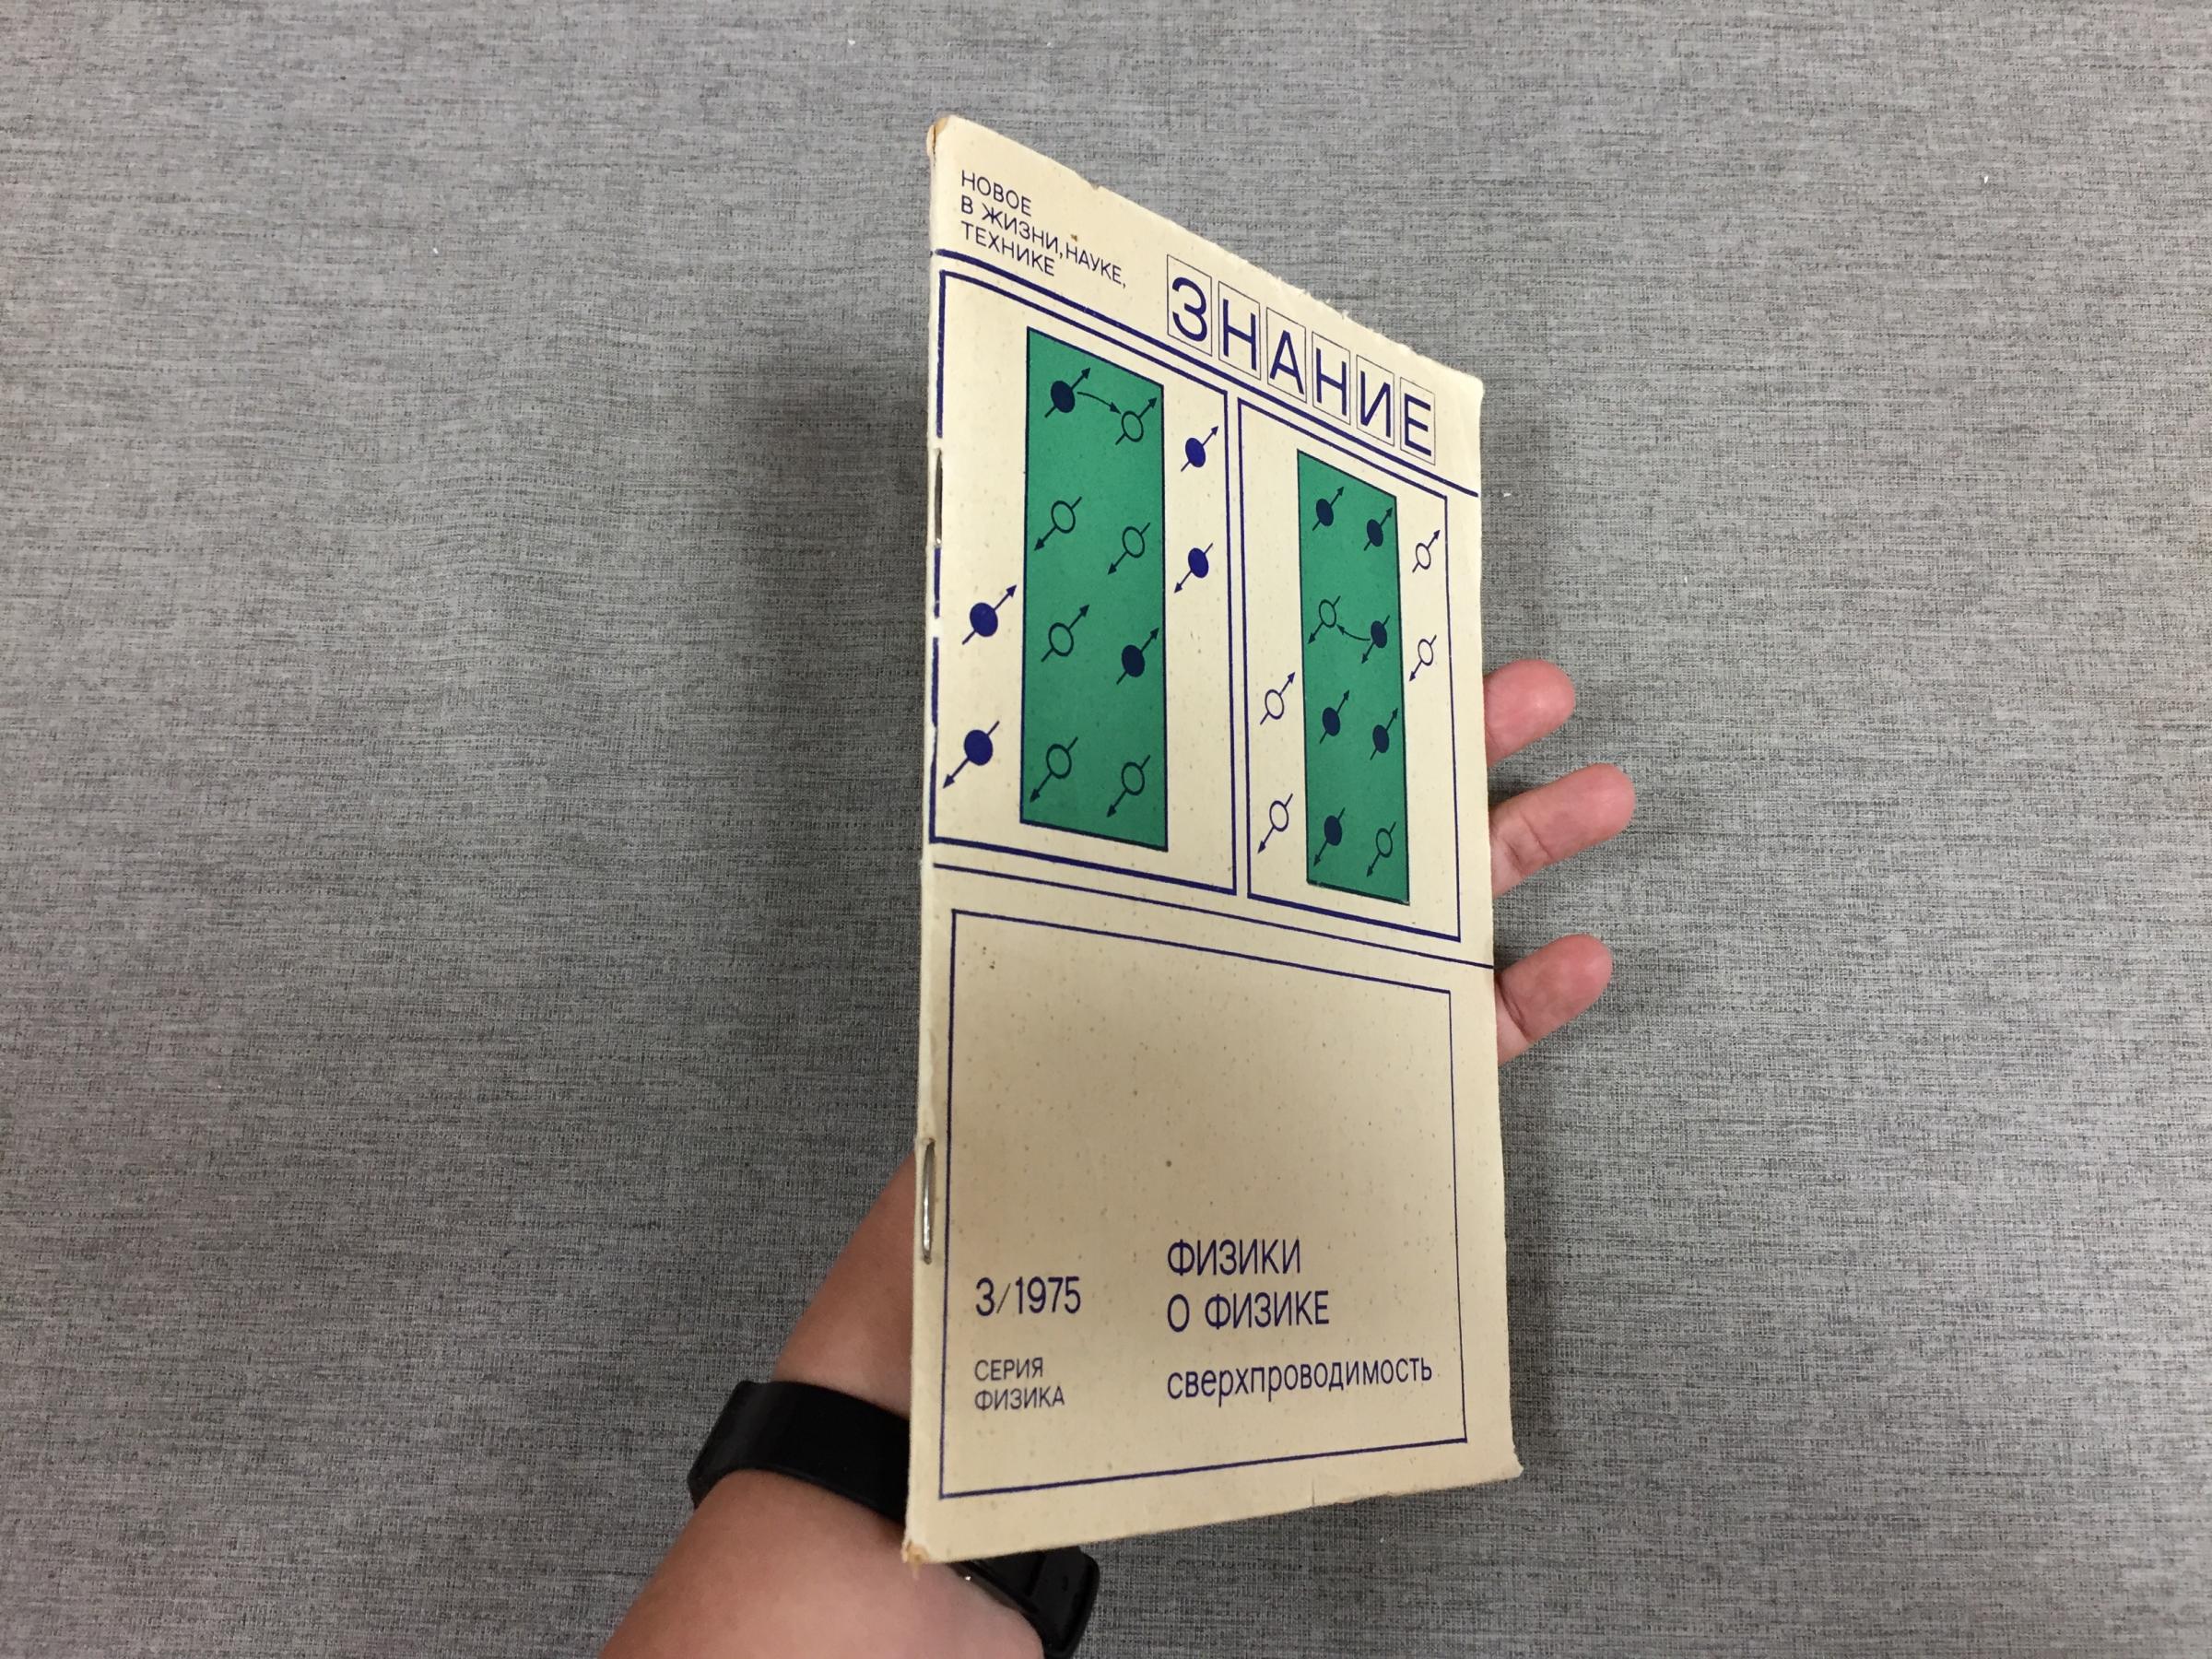 НОВОЕ
В ЖИЗНИ, НАУКЕ,
ТЕХНИКЕ
ЗНАНИЕ
3/1975
СЕРИЯ
ФИЗИКА
ФИЗИКИ
О ФИЗИКЕ
сверхпроводимость